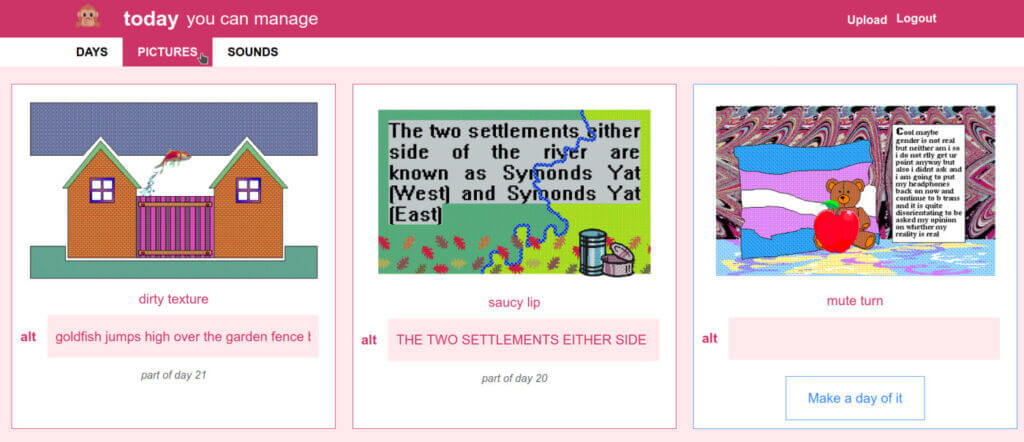 today you can manage
Upload
Logout
DAYS
PICTURES
SOUNDS
dirty texture
alt
goldfish jumps high over the garden fence b
part of day 21
The two settlements either
side of the river are
known as Symonds Yat
(West) and Symonds Yat
(East)
saucy lip
alt
THE TWO SETTLEMENTS EITHER SIDE
part of day 20
Cool maybe
gender is not real
but neither am i so
i do not rlly get ur
point anyway but
also i didnt ask and
i am going to put
my headphones
back on now and
continue to b trans
and it is quite
disorientating to be
asked my opinion
on whether my
reality is real
mute turn
alt
Make a day of it